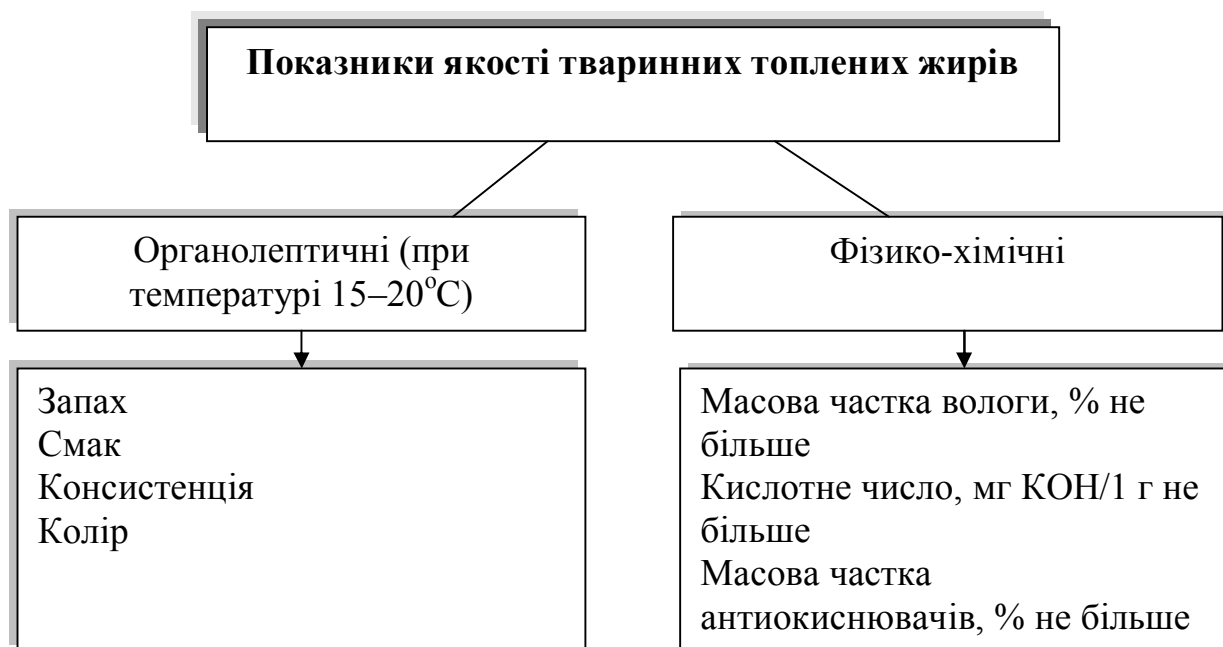 Показники якості тваринних топлених жирів
Органолептичні (при
температурі 15–20°С)
Фізико-хімічні
Запах
Смак
Консистенція
Колір
Масова частка вологи, % не
більше
Кислотне число, мг КОН/1 г не
більше
Масова частка
антиокиснювачів, % не більше